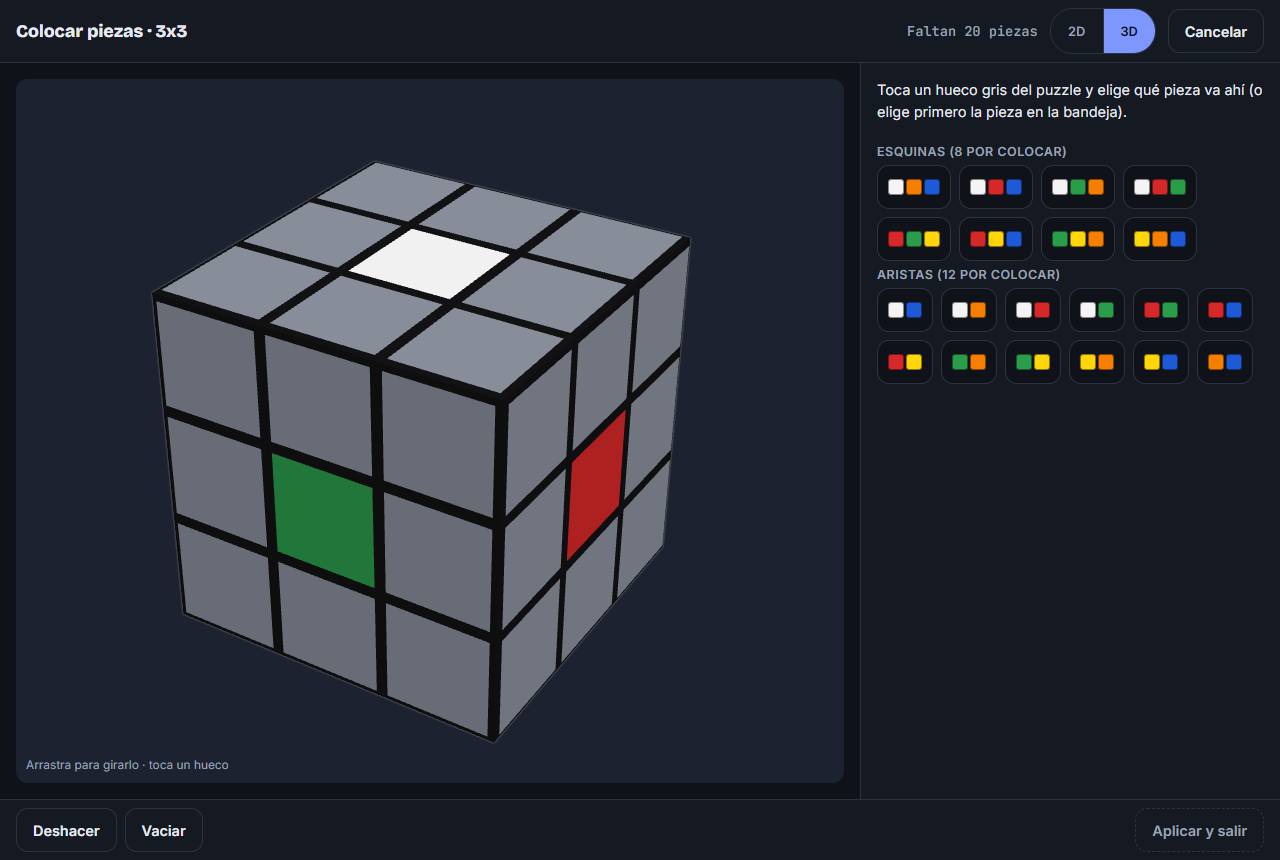 Colocar piezas · 3x3
Faltan 20 piezas
2D
3D
Cancelar
Toca un hueco gris del puzzle y elige qué pieza va ahí (o
elige primero la pieza en la bandeja).
ESQUINAS (8 POR COLOCAR)
ARISTAS (12 POR COLOCAR)
Arrastra para girarlo · toca un hueco
Deshacer
Vaciar
Aplicar y salir